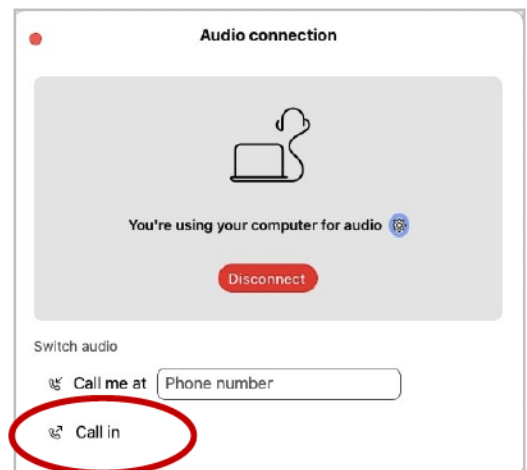 Audio connection
You're using your computer for audio
Disconnect
Switch audio
Call me at Phone number
Call in